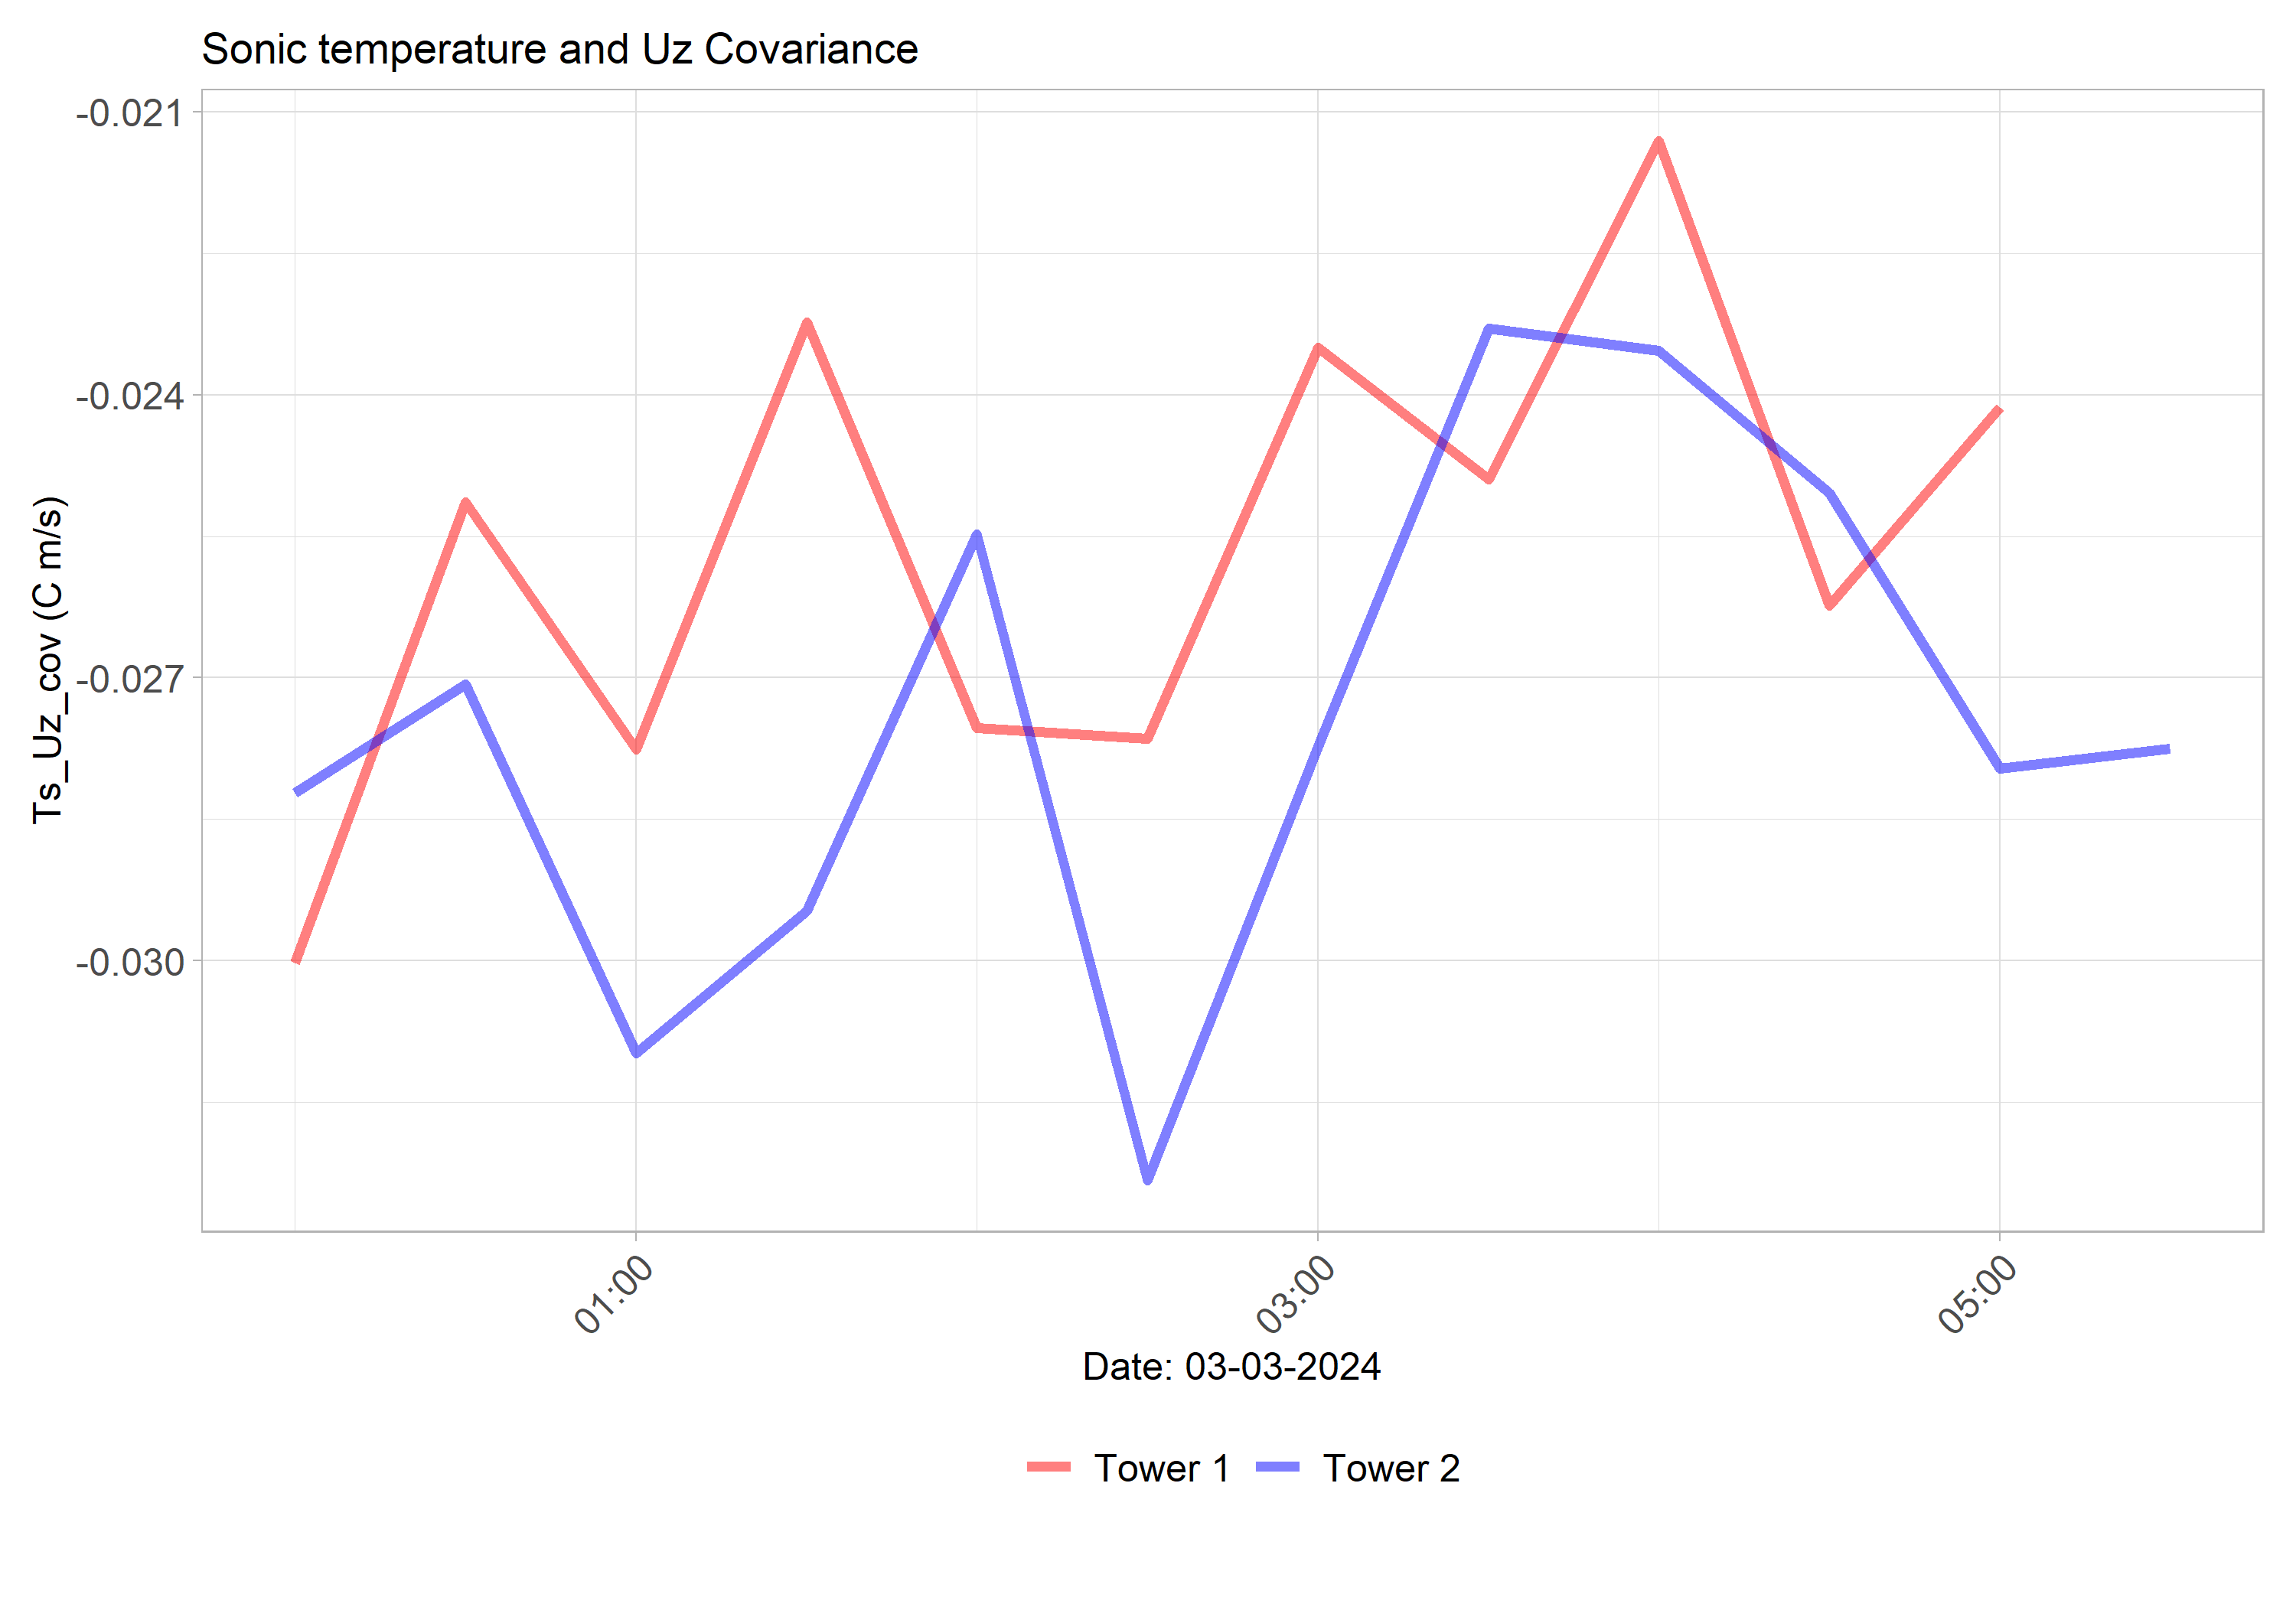 Sonic temperature and Uz Covariance
-0.021
-0.024
-0.027
-0.030
Ts_Uz_cov (C m/s)
01:00
03:00
05:00
Date: 03-03-2024
Tower 1
Tower 2